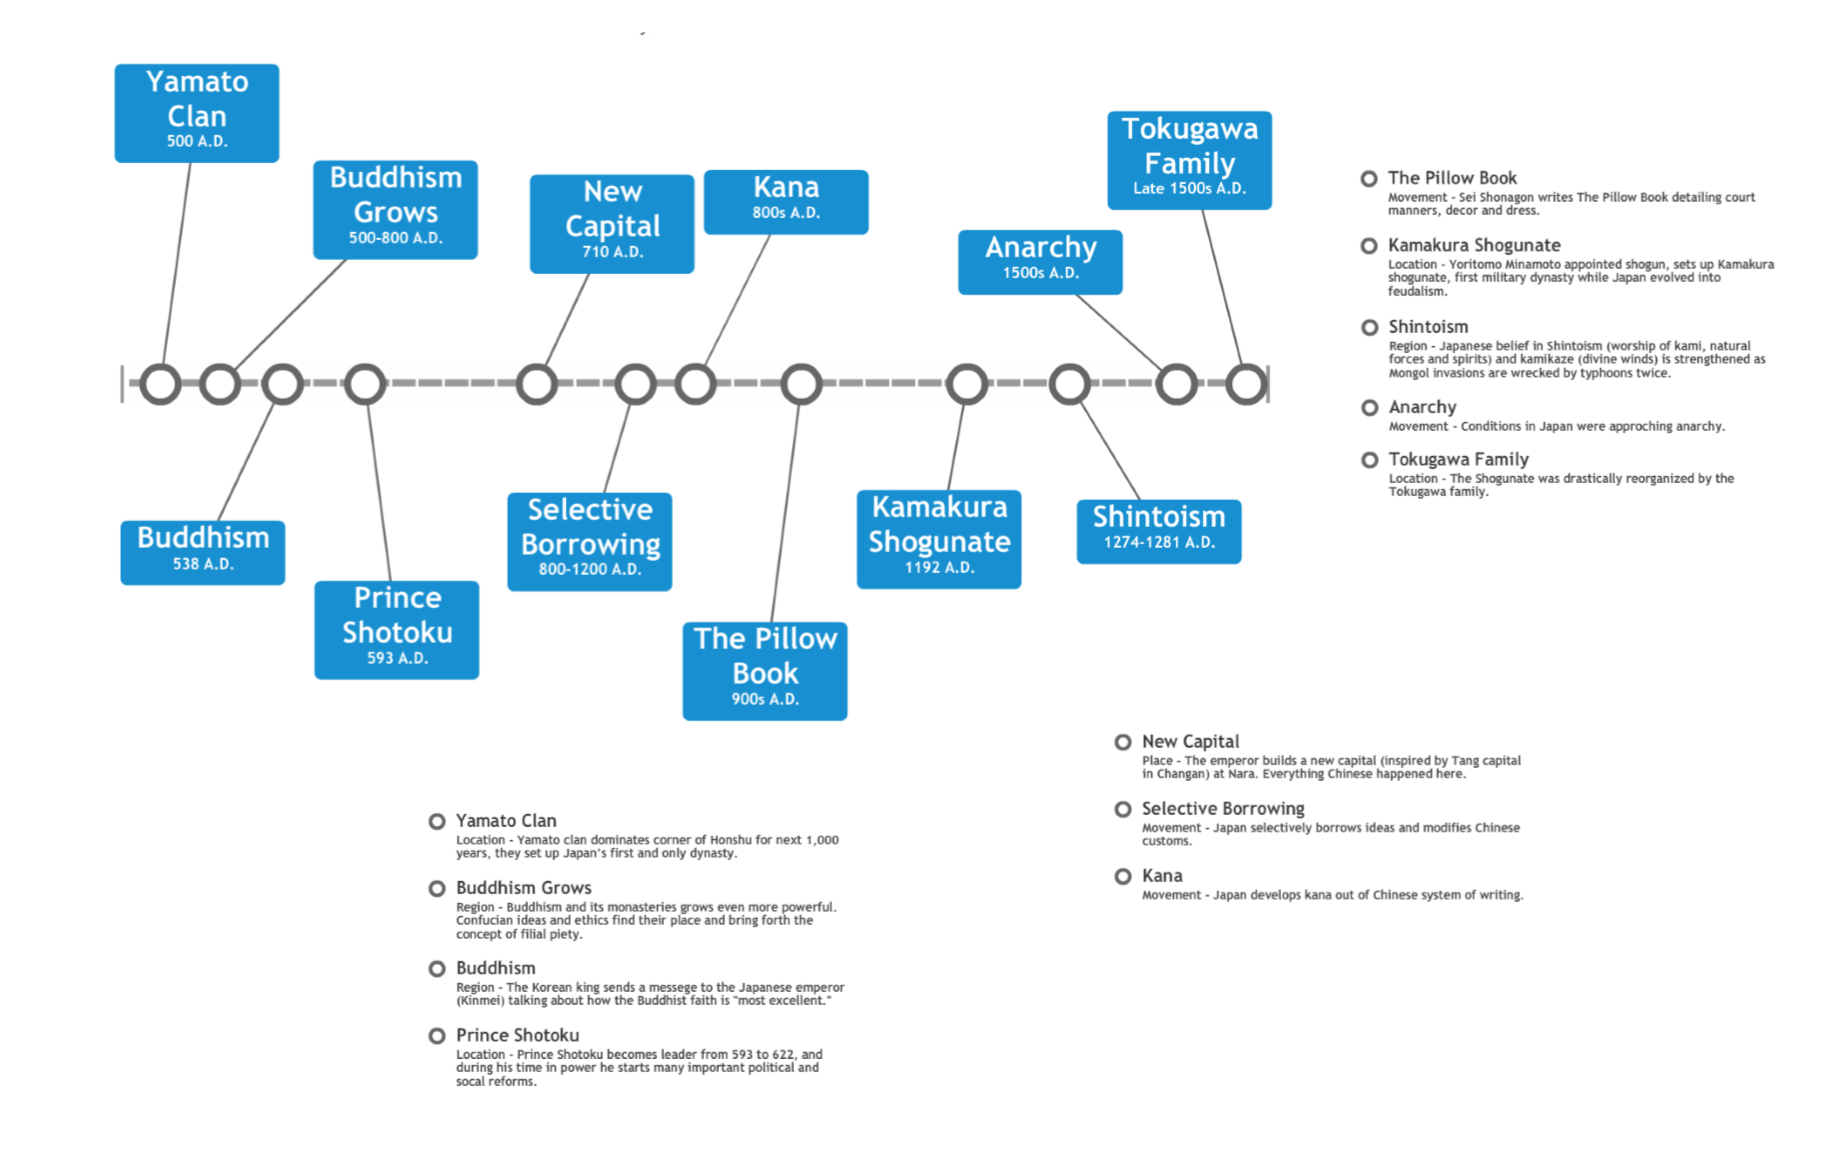 Yamato
Clan
500 A.D.
Buddhism
Grows
500-800 A.D.
New
Capital
710 A.D.
Kana
800s A.D.
Anarchy
1500s A.D.
Tokugawa
Family
Late 1500s A.D.
Buddhism
538 A.D.
Prince
Shotoku
593 A.D.
Selective
Borrowing
800-1200 A.D.
The Pillow
Book
900s A.D.
Kamakura
Shogunate
1192 A.D.
Shintoism
1274-1281 A.D.
The Pillow Book
Movement - Sei Shonagon writes The Pillow Book detailing court
manners, decor and dress.
Kamakura Shogunate
Location - Yoritomo Minamoto appointed shogun, sets up Kamakura
shogunate, first military dynasty while Japan evolved into
feudalism.
Shintoism
Region - Japanese belief in Shintoism (worship of kami, natural
forces and spirits) and kamikaze (divine winds) is strengthened as
Mongol invasions are wrecked by typhoons twice.
Anarchy
Movement - Conditions in Japan were approching anarchy.
Tokugawa Family
Location - The Shogunate was drastically reorganized by the
Tokugawa family.
Yamato Clan
Location - Yamato clan dominates corner of Honshu for next 1,000
years, they set up Japan's first and only dynasty.
Buddhism Grows
Region - Buddhism and its monasteries grows even more powerful.
Confucian ideas and ethics find their place and bring forth the
concept of filial piety.
Buddhism
Region - The Korean king sends a messege to the Japanese emperor
(Kinmei) talking about how the Buddhist faith is "most excellent."
Prince Shotoku
Location - Prince Shotoku becomes leader from 593 to 622, and
during his time in power he starts many important political and
socal reforms.
New Capital
Place - The emperor builds a new capital (inspired by Tang capital
in Changan) at Nara. Everything Chinese happened here.
Selective Borrowing
Movement - Japan selectively borrows ideas and modifies Chinese
customs.
Kana
Movement - Japan develops kana out of Chinese system of writing.